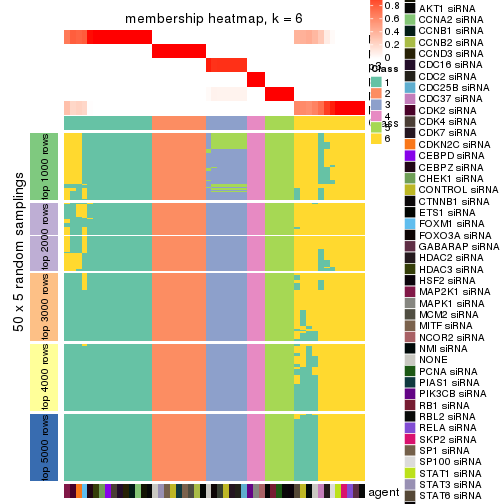 membership heatmap, k = 6
50 x 5 random samplings
top 1000 rows
top 2000 rows
top 3000 rows
top 4000 rows
top 5000 rows
0.8
0.6
0.4
0.2
0
Class
1
2
3
4
5
6
agent
AKT1 siRNA
CCNA2 siRNA
CCNB1 siRNA
CCNB2 siRNA
CCND3 siRNA
CDC16 siRNA
CDC2 siRNA
CDC25B siRNA
CDC37 siRNA
CDK2 siRNA
CDK4 siRNA
CDK7 siRNA
CDKN2C siRNA
CEBPD siRNA
CEBPZ siRNA
CHEK1 siRNA
CONTROL siRNA
CTNNB1 siRNA
ETS1 siRNA
FOXM1 siRNA
FOXO3A siRNA
GABARAP siRNA
HDAC2 siRNA
HDAC3 siRNA
HSF2 siRNA
MAP2K1 siRNA
MAPK1 siRNA
MCM2 siRNA
MITF siRNA
NCOR2 siRNA
NMI siRNA
NONE
PCNA siRNA
PIAS1 siRNA
PIK3CB siRNA
RB1 siRNA
RBL2 siRNA
RELA siRNA
SKP2 siRNA
SP1 siRNA
SP100 siRNA
STAT1 siRNA
STAT3 siRNA
STAT6 siRNA